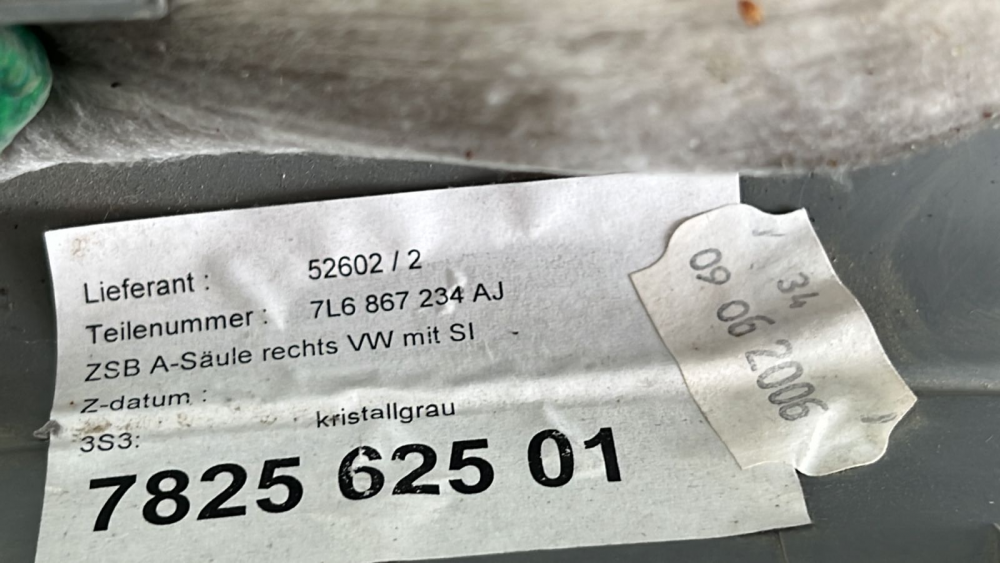 Lieferant : 52602 / 2
Teilenummer : 7L6 867 234 AJ
ZSB A-Säule rechts VW mit SI
Z-datum :
3S3: kristallgrau
7825 625 01
34
09 06 2006